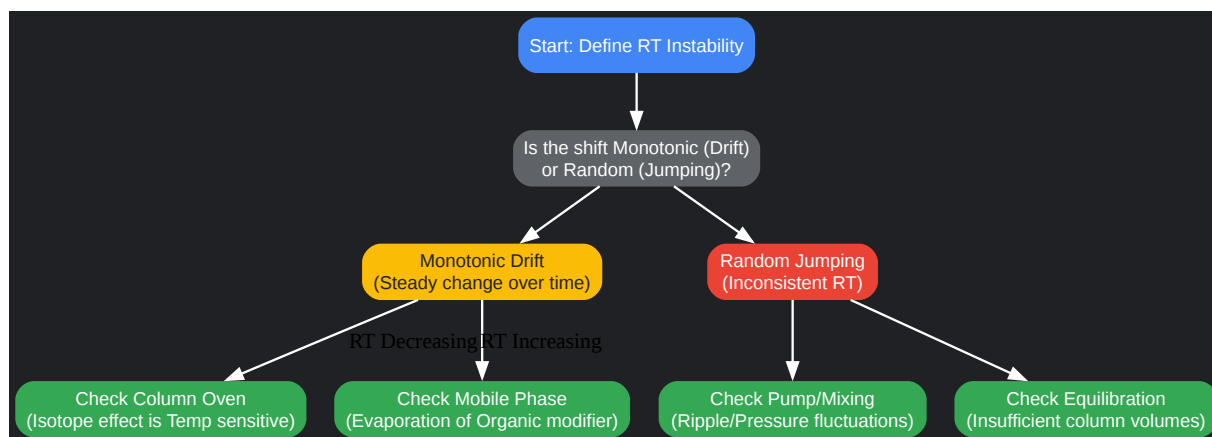 Start: Define RT Instability
Is the shift Monotonic (Drift)
or Random (Jumping)?
Monotonic Drift
(Steady change over time)
Random Jumping
(Inconsistent RT)
RT Decreasing
RT Increasing
Check Column Oven
(Isotope effect is Temp sensitive)
Check Mobile Phase
(Evaporation of Organic modifier)
Check Pump/Mixing
(Ripple/Pressure fluctuations)
Check Equilibration
(Insufficient column volumes)